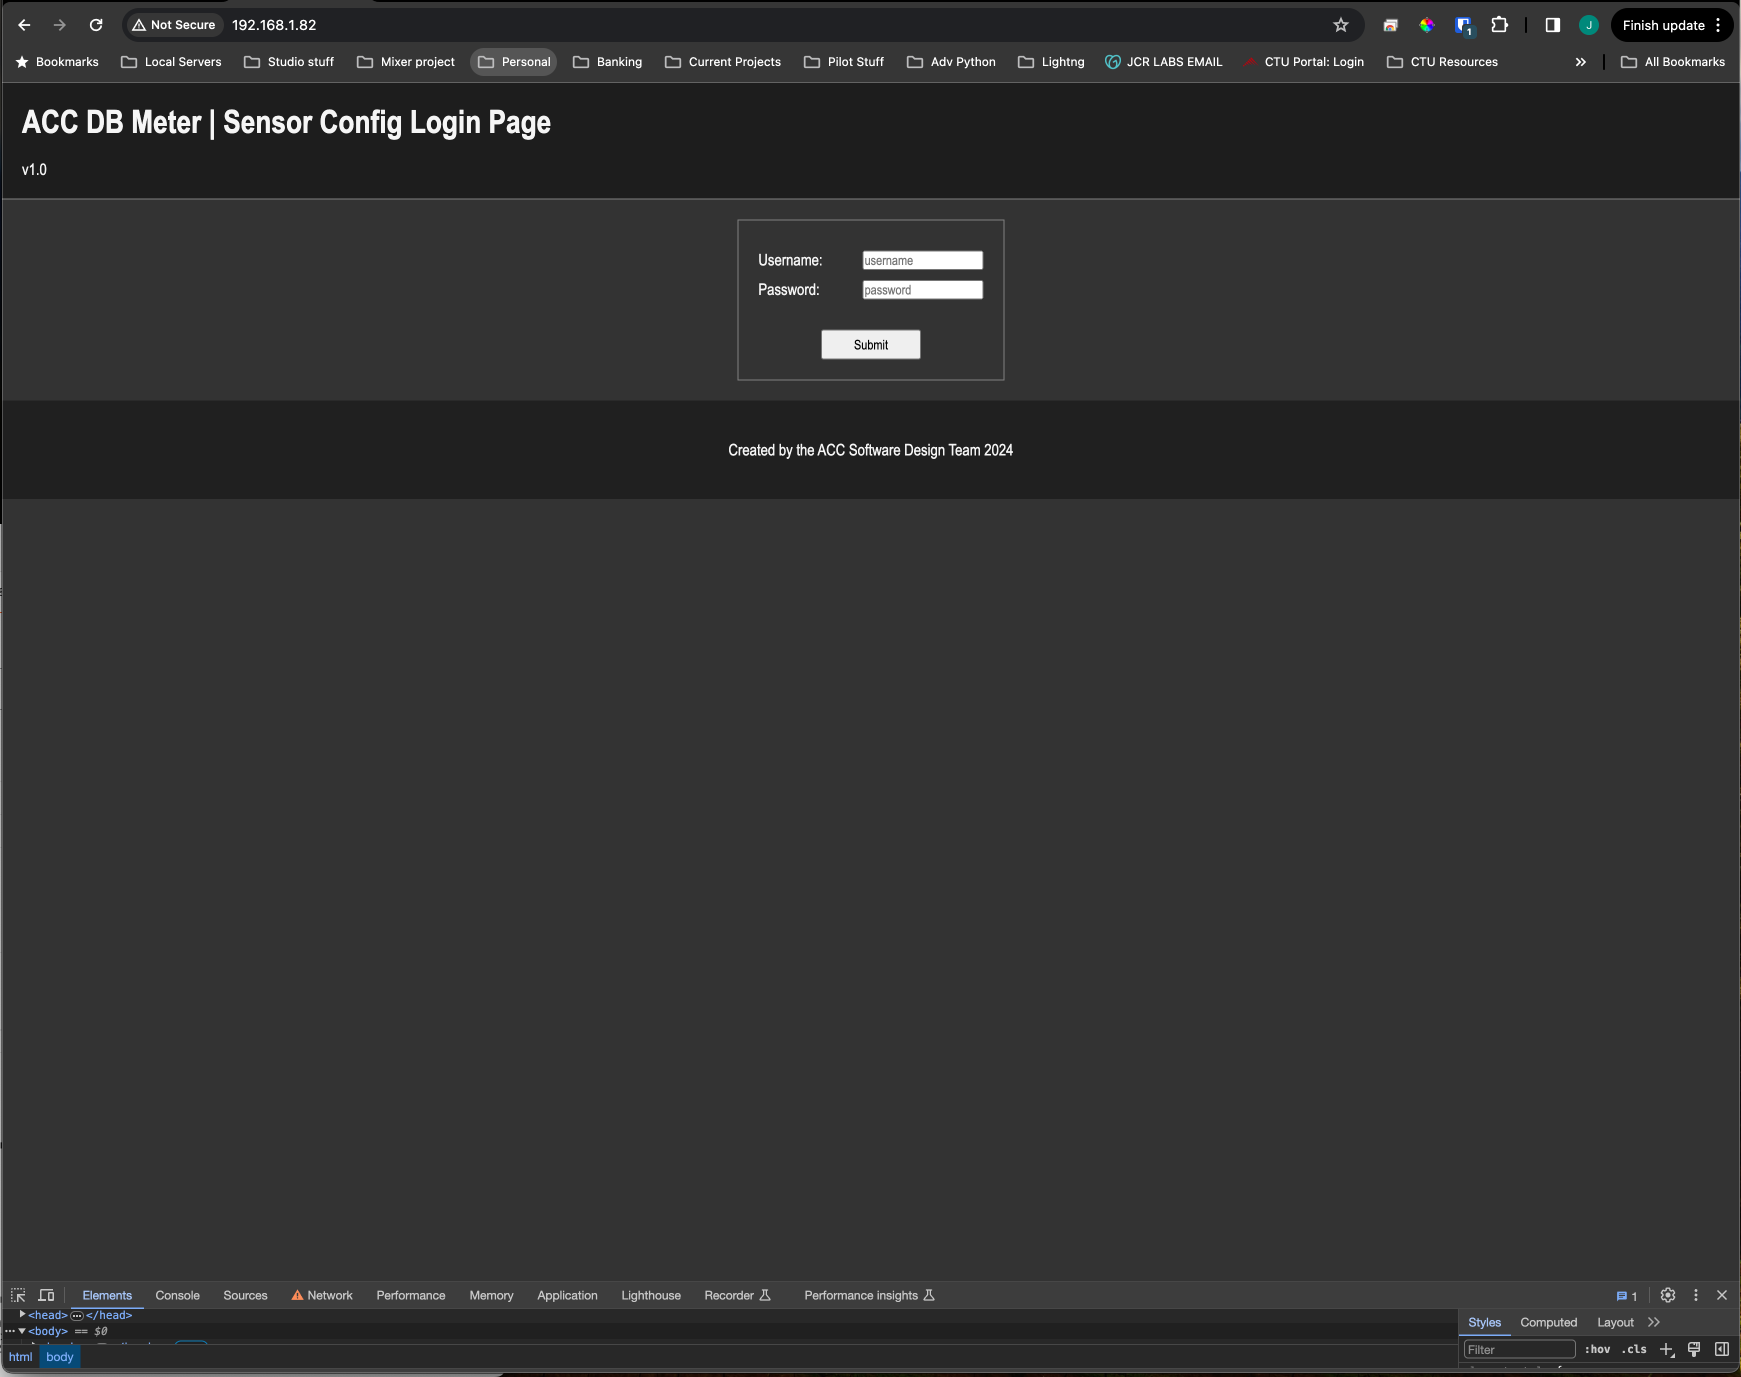 Not Secure 192.168.1.82 1 J Finish update
Bookmarks Local Servers Studio stuff Mixer project Personal Banking Current Projects Pilot Stuff Adv Python Lightng JCR LABS EMAIL CTU Portal: Login CTU Resources All Bookmarks
ACC DB Meter | Sensor Config Login Page
v1.0
Username: username
Password: password
Submit
Created by the ACC Software Design Team 2024
Elements Console Sources Network Performance Memory Application Lighthouse Recorder Performance insights 1
<head> </head>
<body> == $0
Styles Computed Layout
html body
Filter :hov .cls